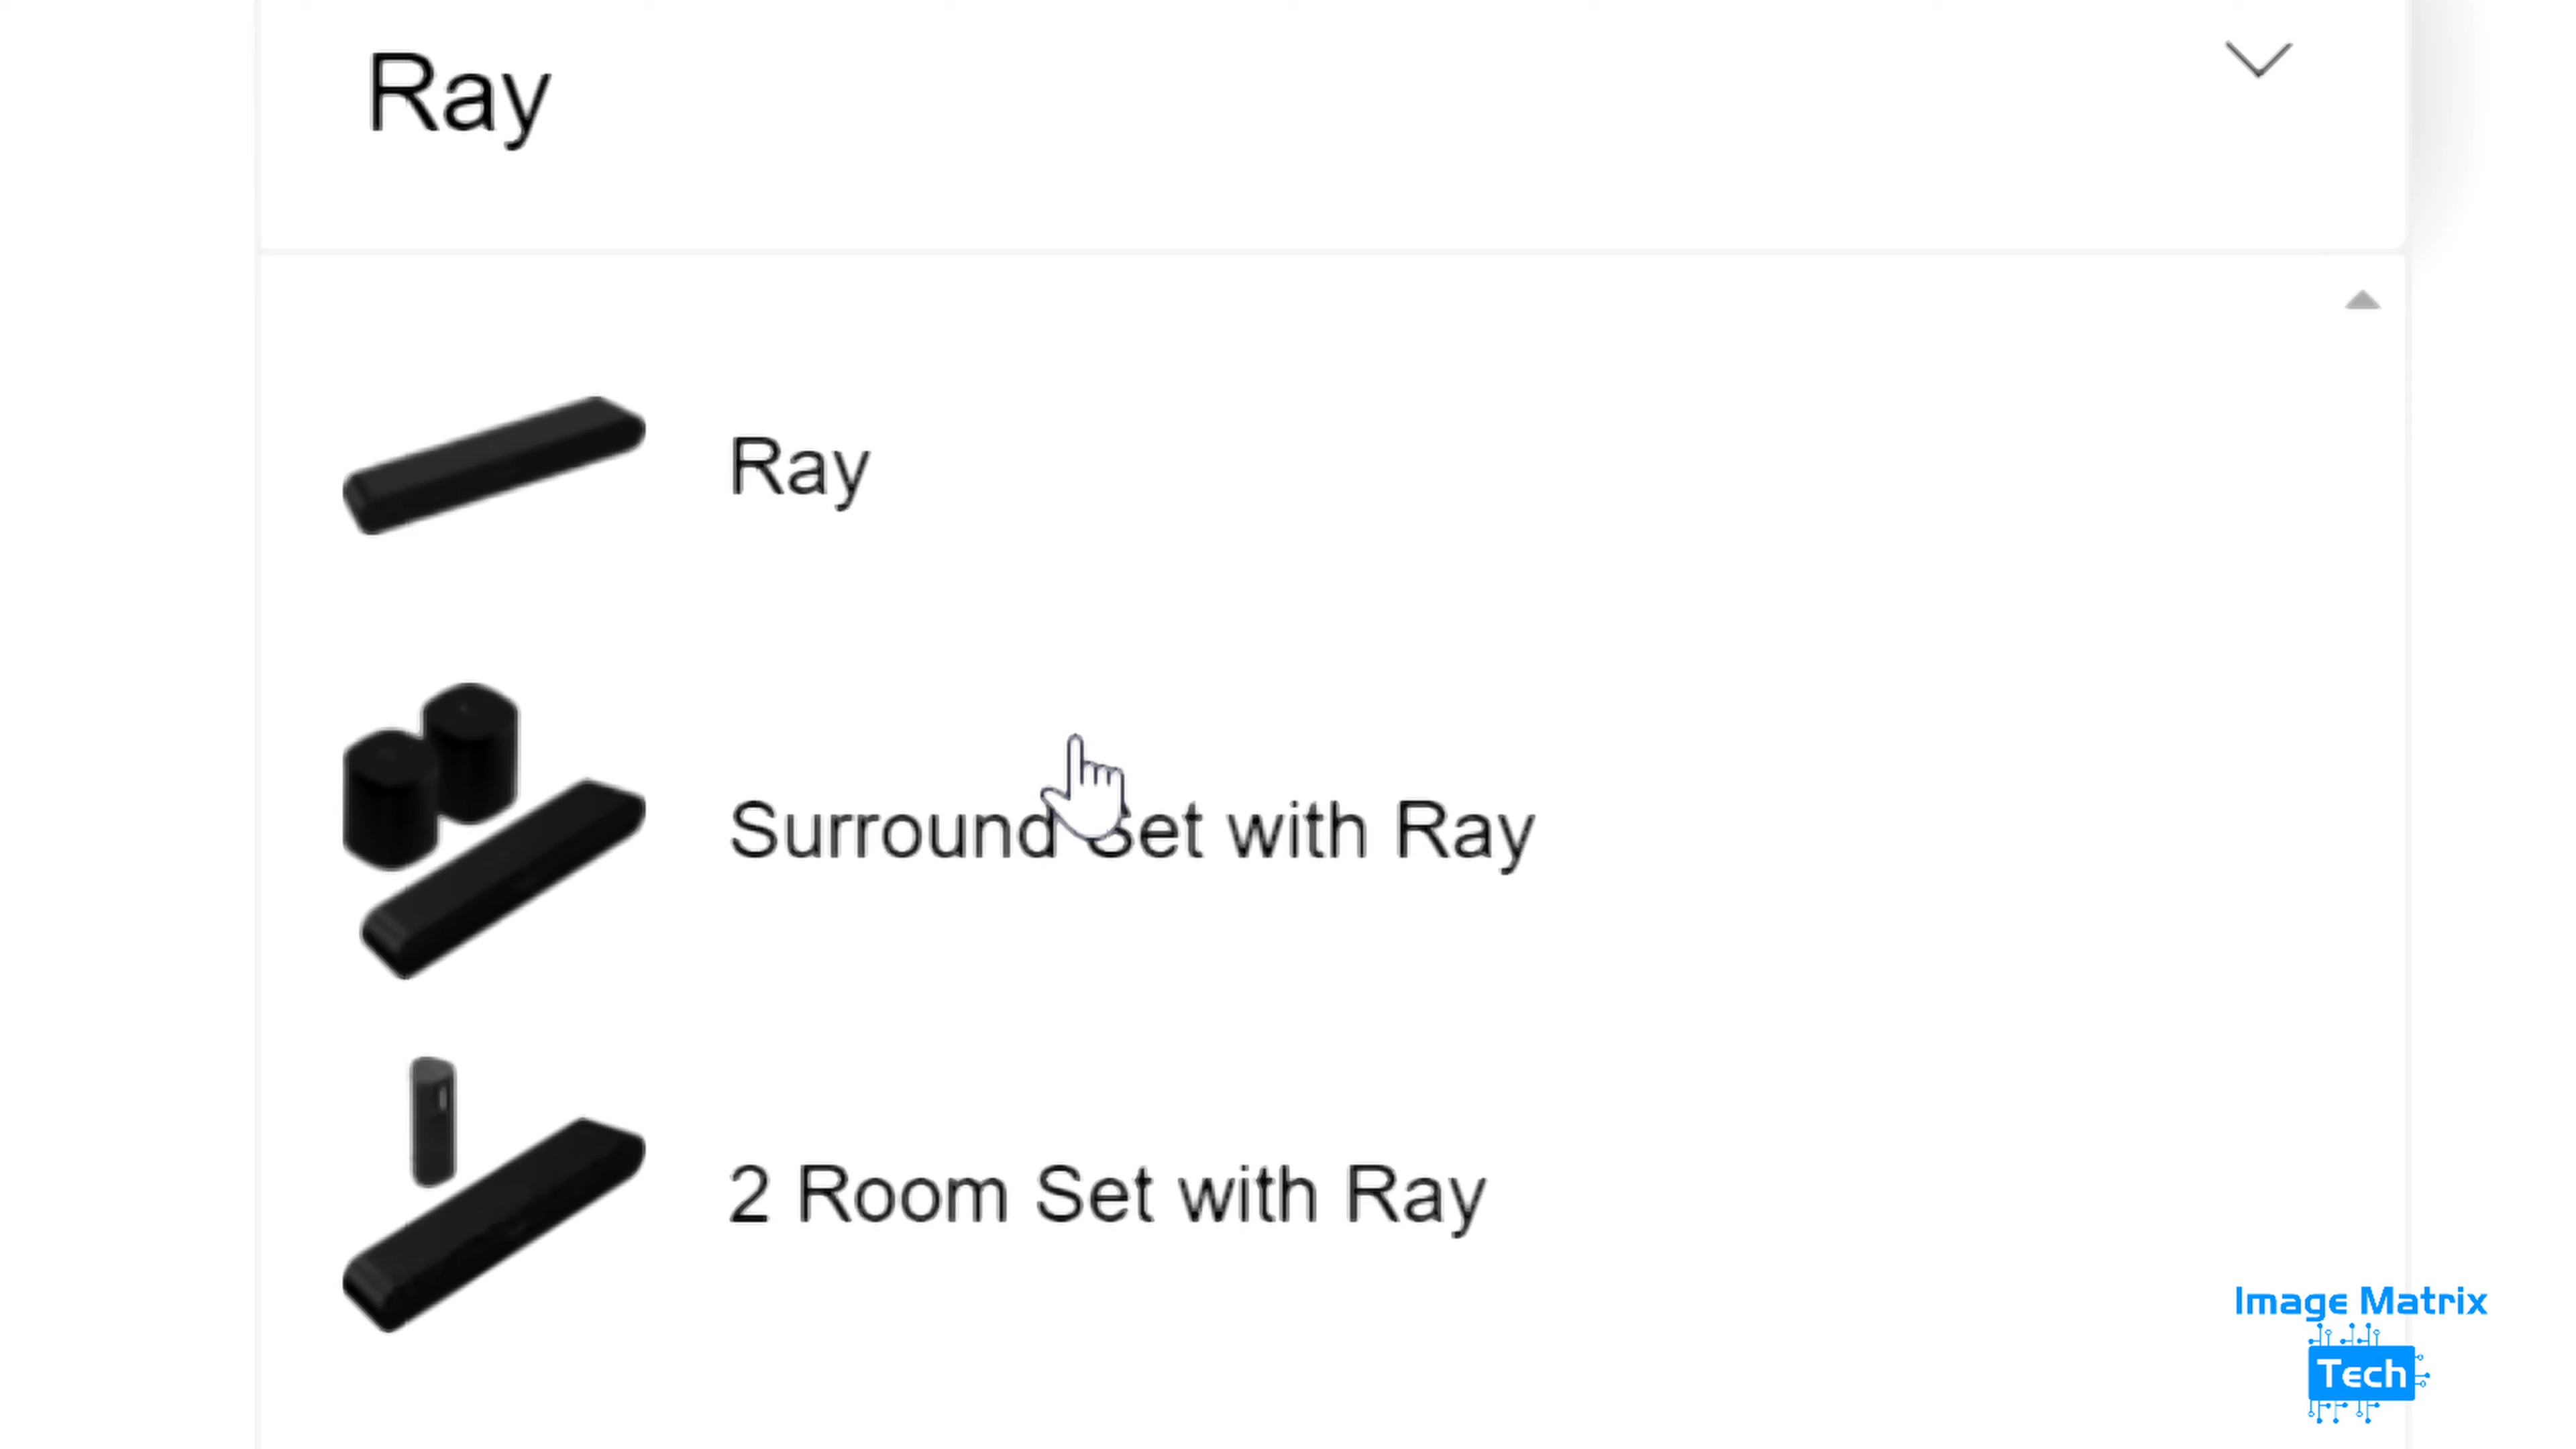 Ray
Ray
Surround Set with Ray
2 Room Set with Ray
Image Matrix
Tech